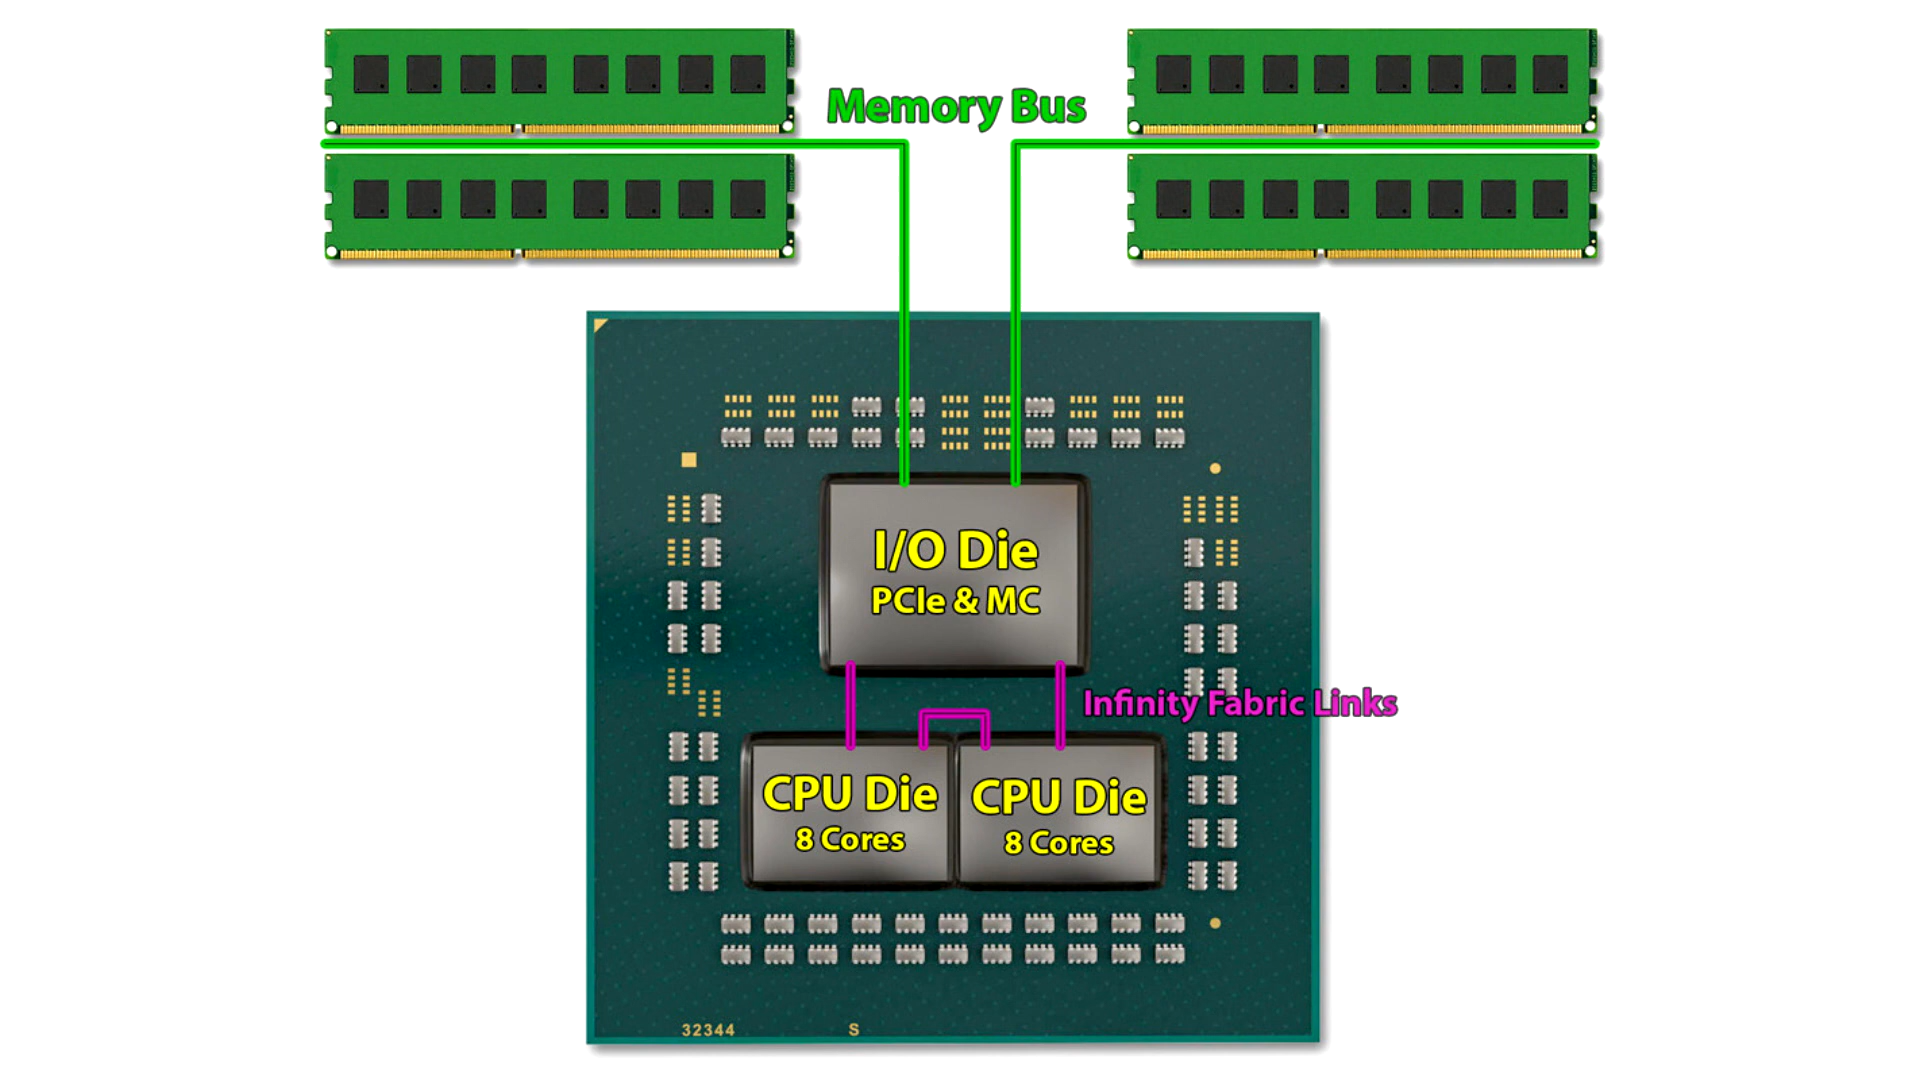 Memory Bus
I/O Die
PCIe & MC
Infinity Fabric Links
CPU Die
8 Cores
CPU Die
8 Cores
32344
S